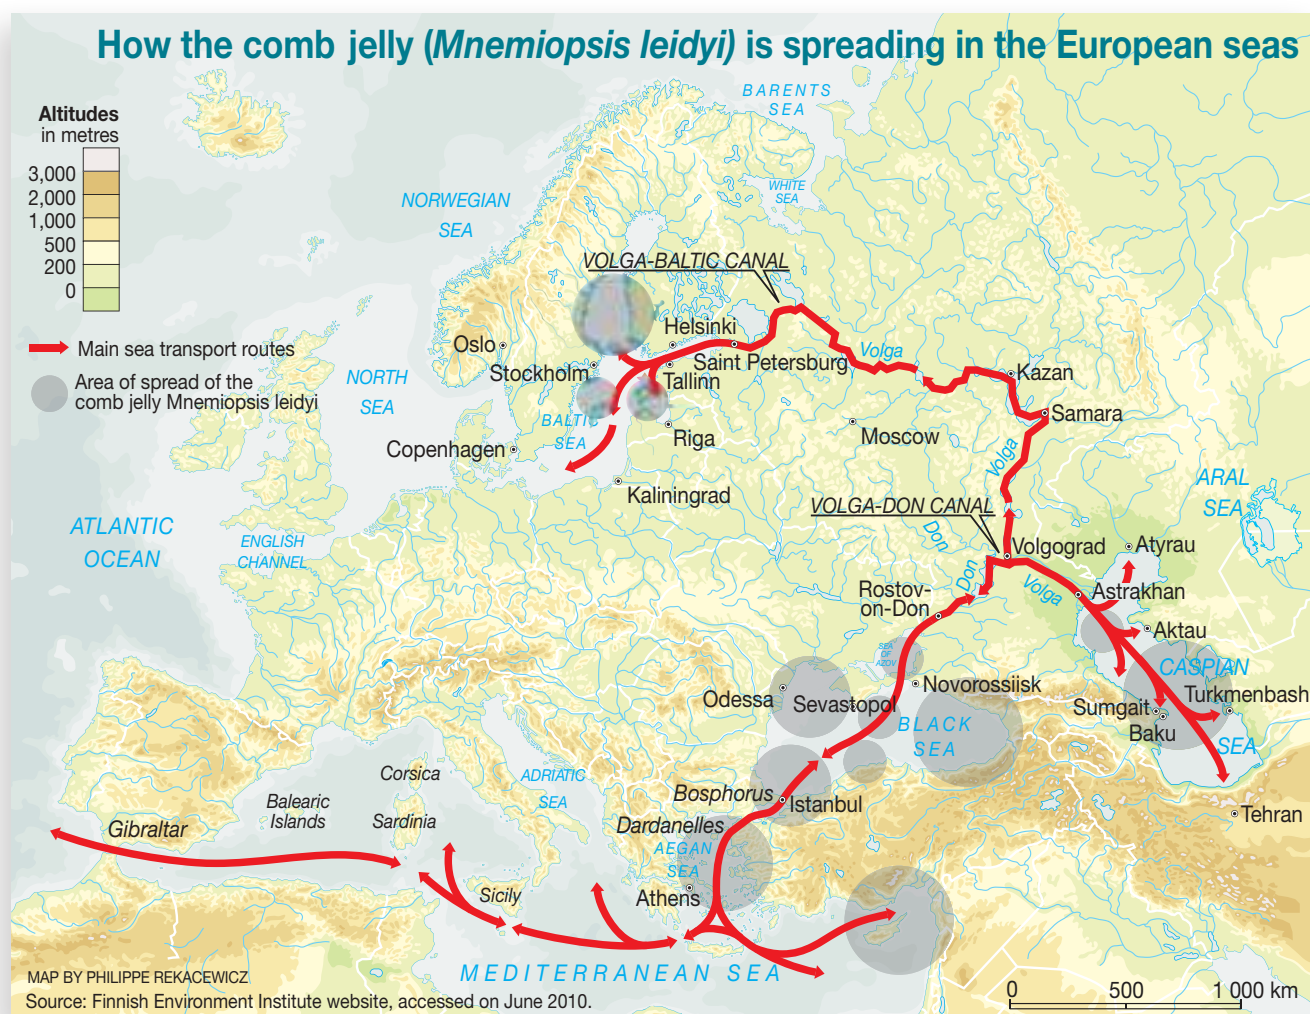 How the comb jelly (Mnemiopsis leidyi) is spreading in the European seas
Altitudes
in metres
3,000
2,000
1,000
500
200
0
Main sea transport routes
Area of spread of the
comb jelly Mnemiopsis leidyi
BARENTS
SEA
WHITE
SEA
NORWEGIAN
SEA
VOLGA-BALTIC CANAL
Helsinki
Oslo
Saint Petersburg
Volga
Stockholm
Tallinn
Kazan
NORTH
SEA
Samara
BALTIC
SEA
Riga
Moscow
Copenhagen
Volga
Kaliningrad
ARAL
SEA
VOLGA-DON CANAL
ATLANTIC
OCEAN
ENGLISH
CHANNEL
Don
Volgograd
Atyrau
Don
Volga
Astrakhan
Rostov-
on-Don
Aktau
SEA
OF
AZOV
CASPIAN
Odessa
Sevastopol
Novorossiisk
Turkmenbash
Sumgait
BLACK
SEA
Baku
SEA
Corsica
ADRIATIC
SEA
Bosphorus
Istanbul
Balearic
Islands
Sardinia
Tehran
Gibraltar
Dardanelles
AEGAN
SEA
Sicily
Athens
MEDITERRANEAN SEA
MAP BY PHILIPPE REKACEWICZ
Source: Finnish Environment Institute website, accessed on June 2010.
0 500 1 000 km